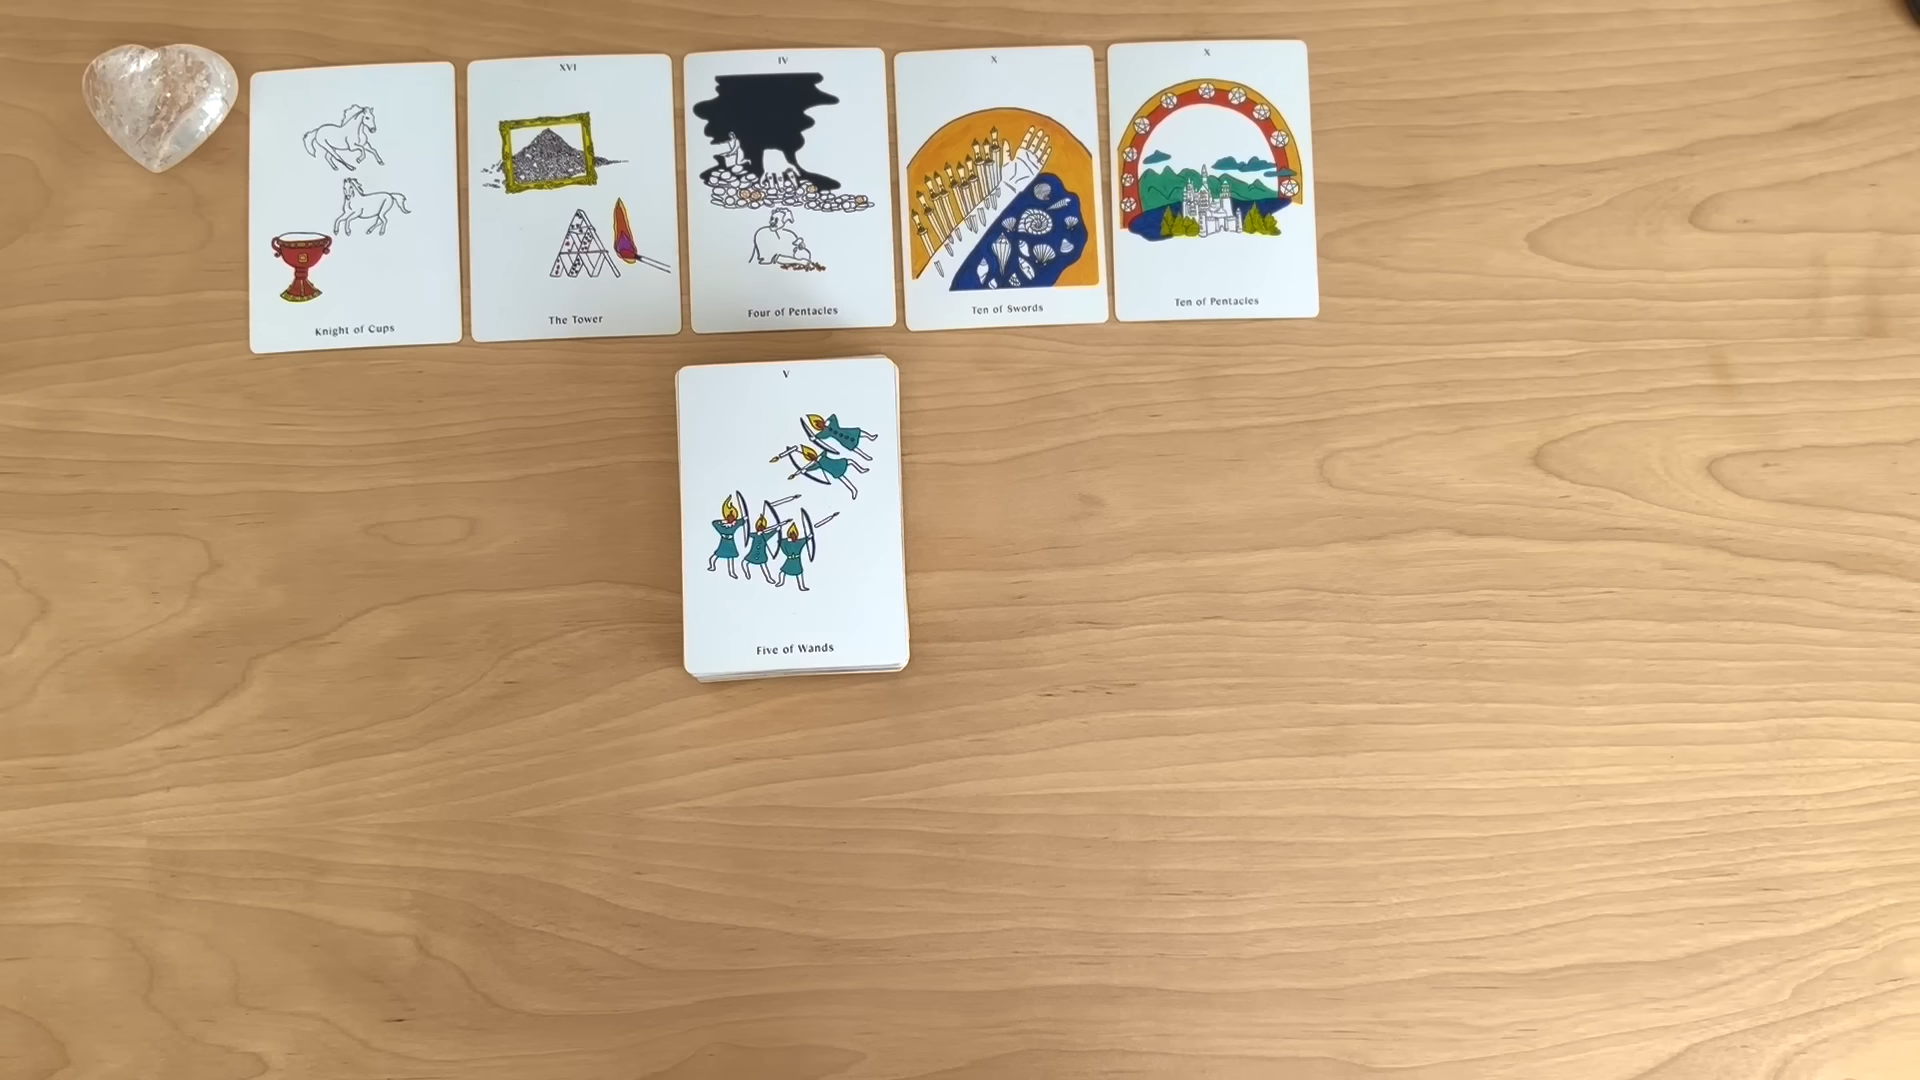 Knight of Cups
XVI
The Tower
IV
Four of Pentacles
X
Ten of Swords
X
Ten of Pentacles
V
Five of Wands